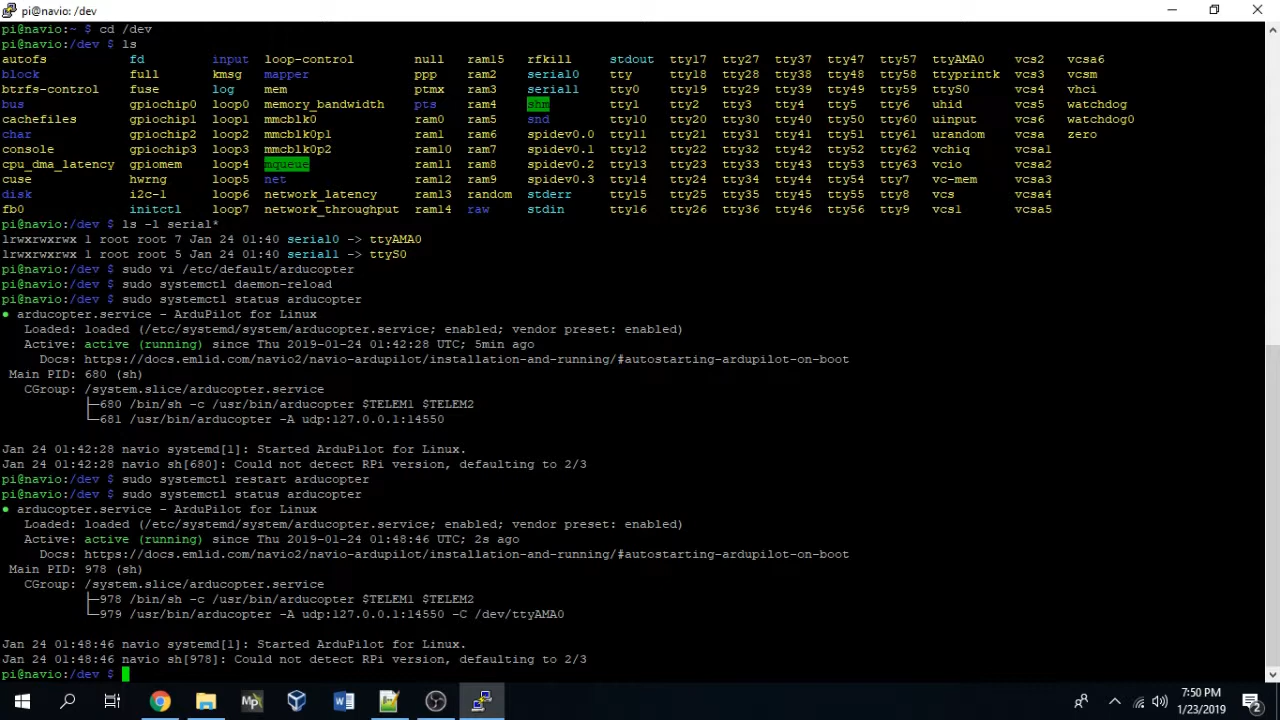 pi@navio: /dev
pi@navio:~ $ cd /dev
pi@navio:/dev $ ls
autofs fd input loop-control null ram15 rfkill stdout tty17 tty27 tty37 tty47 tty57 ttyAMA0 vcs2 vcsa6
block full kmsg mapper ppp ram2 serial0 tty tty18 tty28 tty38 tty48 tty58 ttyprintk vcs3 vcsm
btrfs-control fuse log mem ptmx ram3 serial1 tty0 tty19 tty29 tty39 tty49 tty59 ttyS0 vcs4 vhci
bus gpiochip0 loop0 memory_bandwidth pts ram4 shm tty1 tty2 tty3 tty4 tty5 tty6 uhid vcs5 watchdog
cachefiles gpiochip1 loop1 mmcblk0 ram0 ram5 snd tty10 tty20 tty30 tty40 tty50 tty60 uinput vcs6 watchdog0
char gpiochip2 loop2 mmcblk0p1 ram1 ram6 spidev0.0 tty11 tty21 tty31 tty41 tty51 tty61 urandom vcsa zero
console gpiochip3 loop3 mmcblk0p2 ram10 ram7 spidev0.1 tty12 tty22 tty32 tty42 tty52 tty62 vchiq vcsa1
cpu_dma_latency gpiomem loop4 mqueue ram11 ram8 spidev0.2 tty13 tty23 tty33 tty43 tty53 tty63 vcio vcsa2
cuse hwrng loop5 net ram12 ram9 spidev0.3 tty14 tty24 tty34 tty44 tty54 tty7 vc-mem vcsa3
disk i2c-1 loop6 network_latency ram13 random stderr tty15 tty25 tty35 tty45 tty55 tty8 vcs vcsa4
fb0 initctl loop7 network_throughput ram14 raw stdin tty16 tty26 tty36 tty46 tty56 tty9 vcs1 vcsa5
pi@navio:/dev $ ls -l serial*
lrwxrwxrwx 1 root root 7 Jan 24 01:40 serial0 -> ttyAMA0
lrwxrwxrwx 1 root root 5 Jan 24 01:40 serial1 -> ttyS0
pi@navio:/dev $ sudo vi /etc/default/arducopter
pi@navio:/dev $ sudo systemctl daemon-reload
pi@navio:/dev $ sudo systemctl status arducopter
● arducopter.service - ArduPilot for Linux
Loaded: loaded (/etc/systemd/system/arducopter.service; enabled; vendor preset: enabled)
Active: active (running) since Thu 2019-01-24 01:42:28 UTC; 5min ago
Docs: https://docs.emlid.com/navio2/navio-ardupilot/installation-and-running/#autostarting-ardupilot-on-boot
Main PID: 680 (sh)
CGroup: /system.slice/arducopter.service
├─680 /bin/sh -c /usr/bin/arducopter $TELEM1 $TELEM2
└─681 /usr/bin/arducopter -A udp:127.0.0.1:14550
Jan 24 01:42:28 navio systemd[1]: Started ArduPilot for Linux.
Jan 24 01:42:28 navio sh[680]: Could not detect RPi version, defaulting to 2/3
pi@navio:/dev $ sudo systemctl restart arducopter
pi@navio:/dev $ sudo systemctl status arducopter
● arducopter.service - ArduPilot for Linux
Loaded: loaded (/etc/systemd/system/arducopter.service; enabled; vendor preset: enabled)
Active: active (running) since Thu 2019-01-24 01:48:46 UTC; 2s ago
Docs: https://docs.emlid.com/navio2/navio-ardupilot/installation-and-running/#autostarting-ardupilot-on-boot
Main PID: 978 (sh)
CGroup: /system.slice/arducopter.service
├─978 /bin/sh -c /usr/bin/arducopter $TELEM1 $TELEM2
└─979 /usr/bin/arducopter -A udp:127.0.0.1:14550 -C /dev/ttyAMA0
Jan 24 01:48:46 navio systemd[1]: Started ArduPilot for Linux.
Jan 24 01:48:46 navio sh[978]: Could not detect RPi version, defaulting to 2/3
pi@navio:/dev $
7:50 PM
1/23/2019